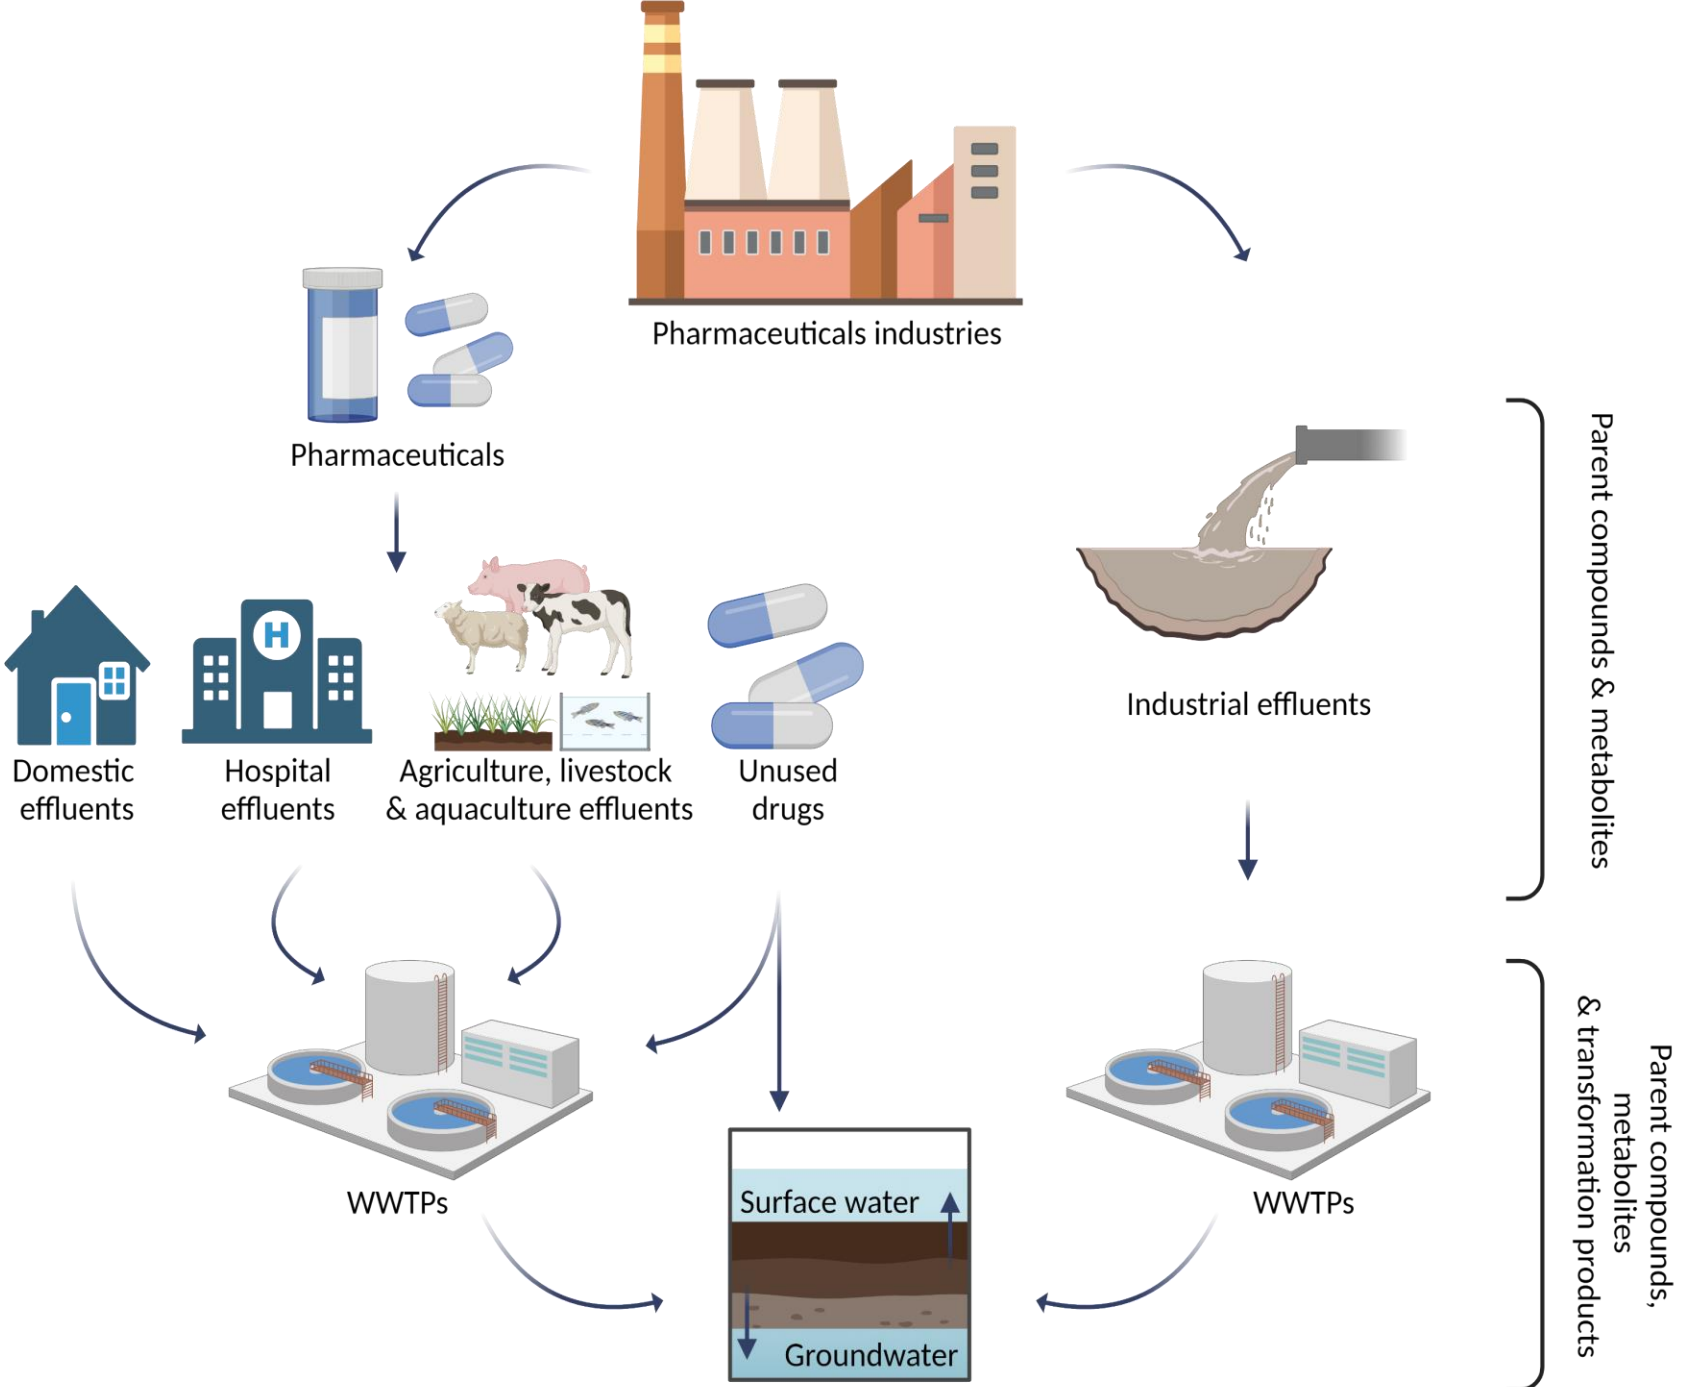 Pharmaceuticals industries
Pharmaceuticals
Domestic
effluents
Hospital
effluents
H
Agriculture, livestock
& aquaculture effluents
Unused
drugs
Industrial effluents
Parent compounds & metabolites
WWTPs
Surface water
Groundwater
WWTPs
Parent compounds,
metabolites
& transformation products